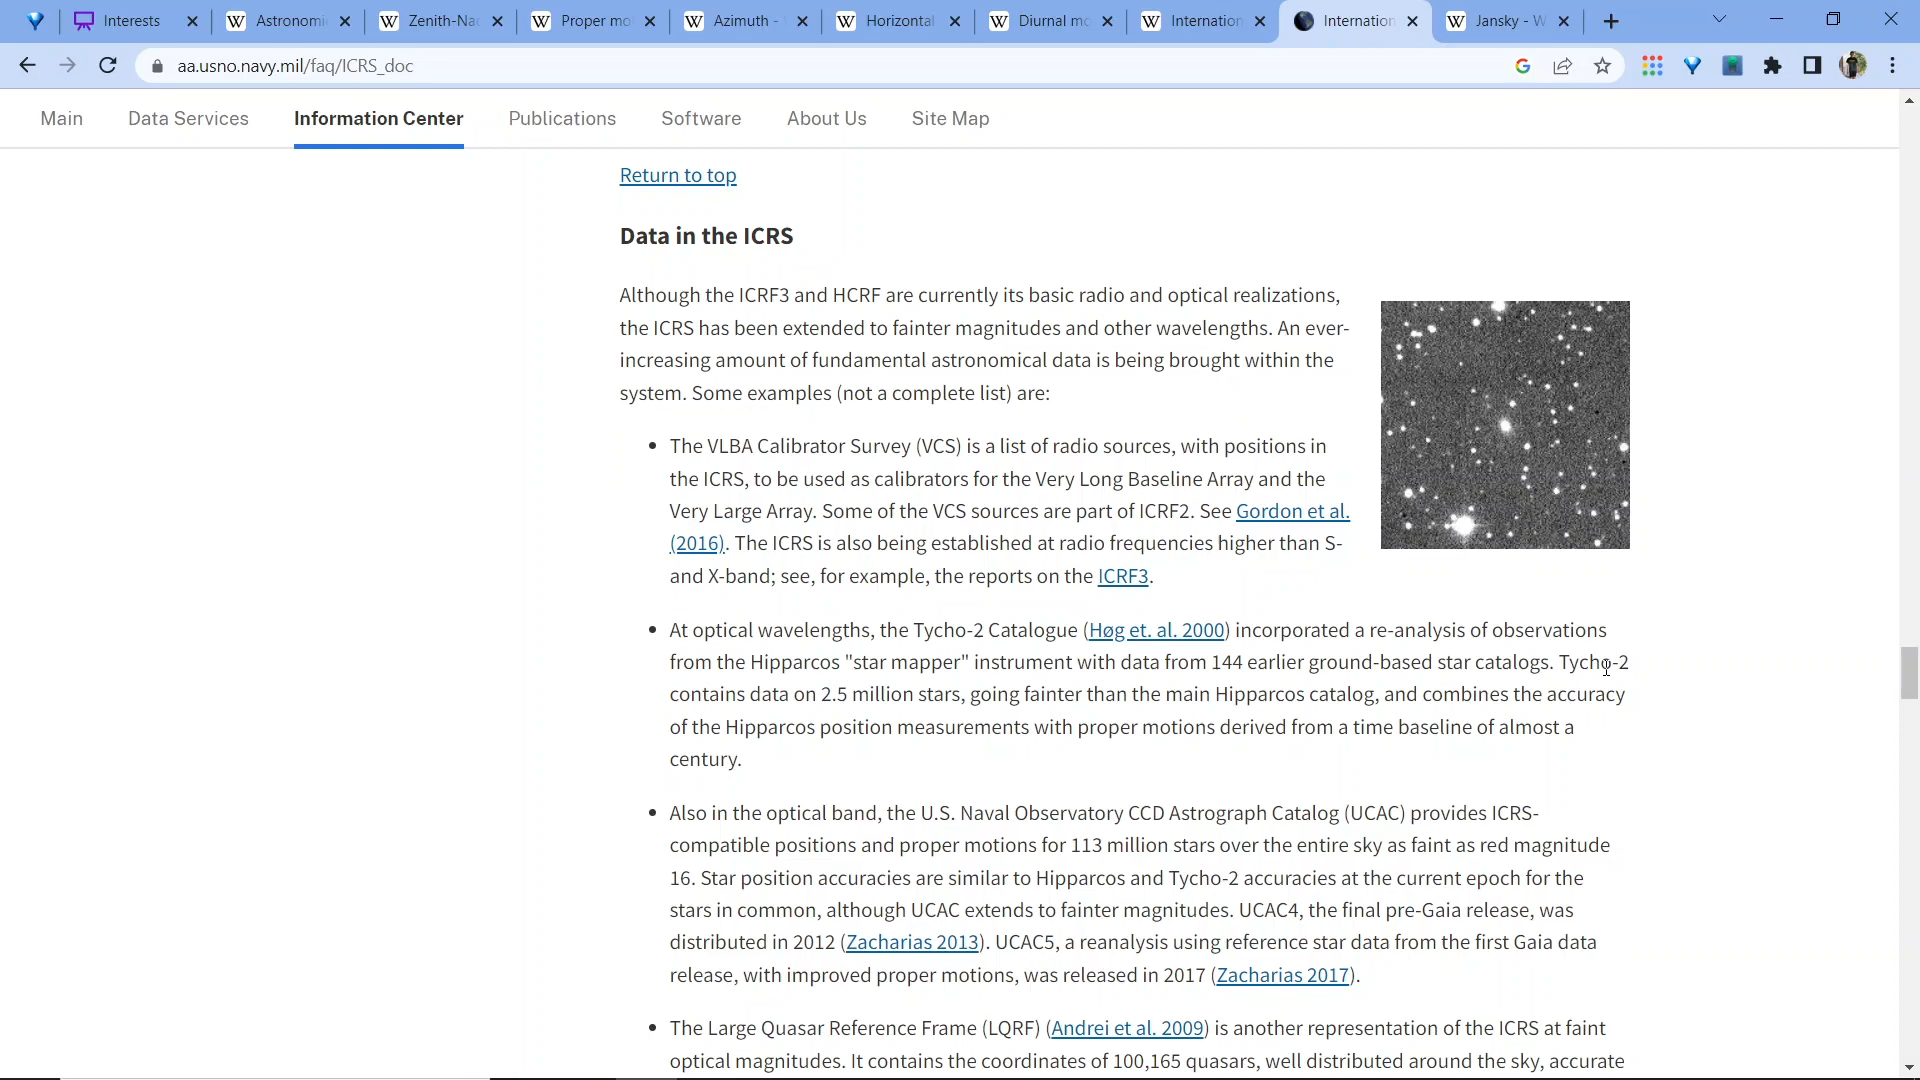 Interests
Astronomi
Zenith-Na
Proper mo
Azimuth -
Horizontal
Diurnal mo
Internation
Internation
Jansky - W
aa.usno.navy.mil/faq/ICRS_doc
Main
Data Services
Information Center
Publications
Software
About Us
Site Map
Return to top
Data in the ICRS
Although the ICRF3 and HCRF are currently its basic radio and optical realizations,
the ICRS has been extended to fainter magnitudes and other wavelengths. An ever-
increasing amount of fundamental astronomical data is being brought within the
system. Some examples (not a complete list) are:
• The VLBA Calibrator Survey (VCS) is a list of radio sources, with positions in
the ICRS, to be used as calibrators for the Very Long Baseline Array and the
Very Large Array. Some of the VCS sources are part of ICRF2. See Gordon et al.
(2016). The ICRS is also being established at radio frequencies higher than S-
and X-band; see, for example, the reports on the ICRF3.
• At optical wavelengths, the Tycho-2 Catalogue (Høg et. al. 2000) incorporated a re-analysis of observations
from the Hipparcos "star mapper" instrument with data from 144 earlier ground-based star catalogs. Tycho-2
contains data on 2.5 million stars, going fainter than the main Hipparcos catalog, and combines the accuracy
of the Hipparcos position measurements with proper motions derived from a time baseline of almost a
century.
• Also in the optical band, the U.S. Naval Observatory CCD Astrograph Catalog (UCAC) provides ICRS-
compatible positions and proper motions for 113 million stars over the entire sky as faint as red magnitude
16. Star position accuracies are similar to Hipparcos and Tycho-2 accuracies at the current epoch for the
stars in common, although UCAC extends to fainter magnitudes. UCAC4, the final pre-Gaia release, was
distributed in 2012 (Zacharias 2013). UCAC5, a reanalysis using reference star data from the first Gaia data
release, with improved proper motions, was released in 2017 (Zacharias 2017).
• The Large Quasar Reference Frame (LQRF) (Andrei et al. 2009) is another representation of the ICRS at faint
optical magnitudes. It contains the coordinates of 100,165 quasars, well distributed around the sky, accurate